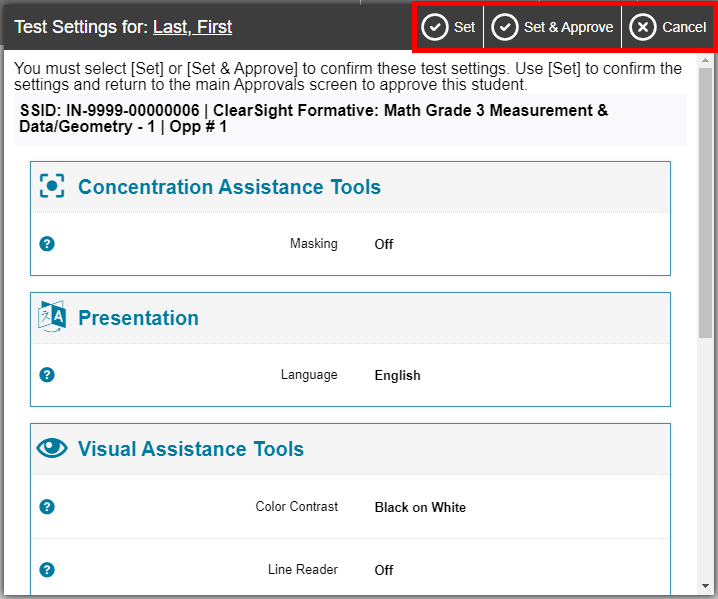 Test Settings for: Last, First
Set
Set & Approve
Cancel
You must select [Set] or [Set & Approve] to confirm these test settings. Use [Set] to confirm the
settings and return to the main Approvals screen to approve this student.
SSID: IN-9999-00000006 | ClearSight Formative: Math Grade 3 Measurement &
Data/Geometry - 1 | Opp # 1
Concentration Assistance Tools
? Masking Off
Presentation
? Language English
Visual Assistance Tools
? Color Contrast Black on White
? Line Reader Off